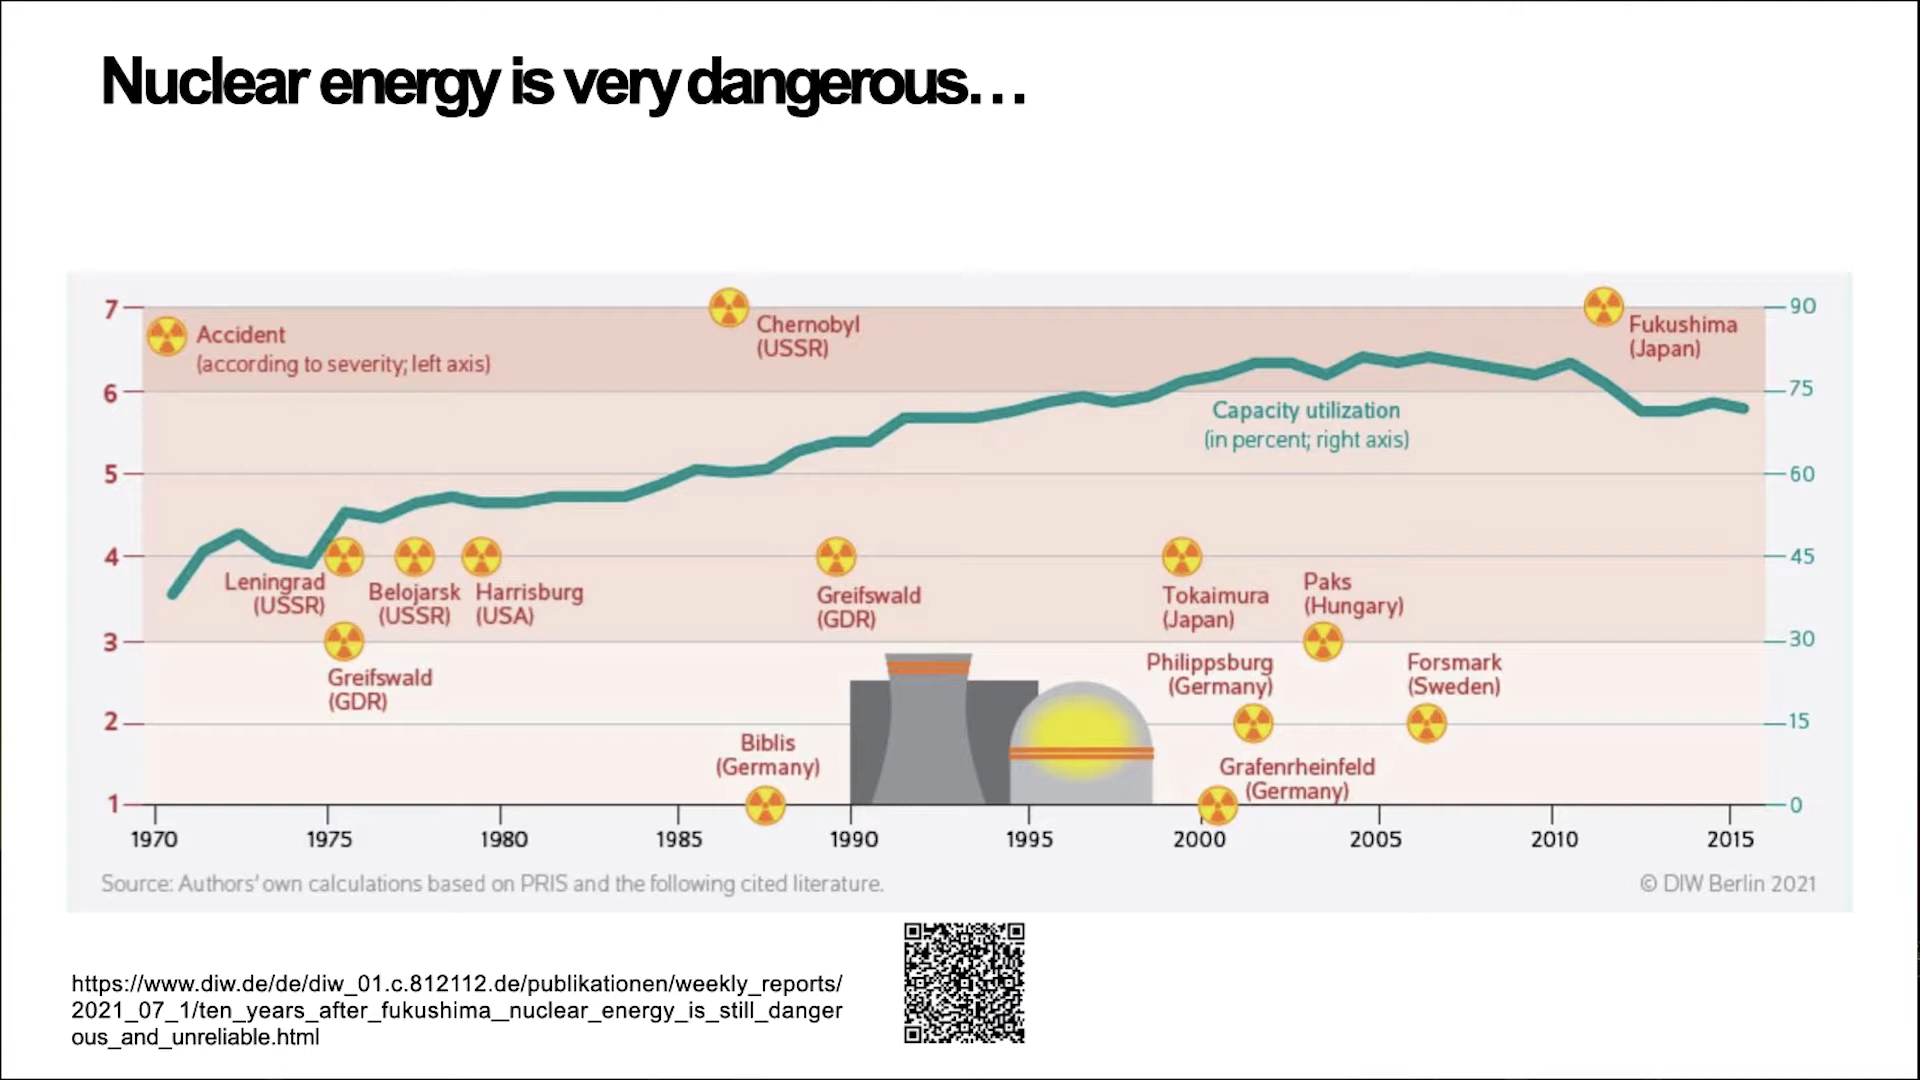 Nuclear energy is very dangerous…
7
90
Accident
(according to severity; left axis)
Chernobyl
(USSR)
Fukushima
(Japan)
6
75
Capacity utilization
(in percent; right axis)
5
60
4
45
Leningrad
(USSR)
Belojarsk
(USSR)
Harrisburg
(USA)
Greifswald
(GDR)
Tokaimura
(Japan)
Paks
(Hungary)
3
30
Greifswald
(GDR)
Philippsburg
(Germany)
Forsmark
(Sweden)
2
15
Biblis
(Germany)
Grafenrheinfeld
(Germany)
1
0
1970 1975 1980 1985 1990 1995 2000 2005 2010 2015
Source: Authors' own calculations based on PRIS and the following cited literature.
© DIW Berlin 2021
https://www.diw.de/de/diw_01.c.812112.de/publikationen/weekly_reports/
2021_07_1/ten_years_after_fukushima__nuclear_energy_is_still_danger
ous_and_unreliable.html